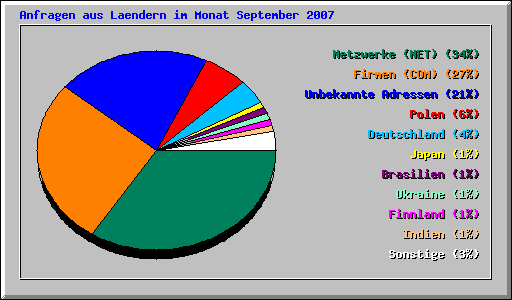 Anfragen aus Laendern im Monat September 2007
Netzwerke (NET) (34%)
Firmen (COM) (27%)
Unbekannte Adressen (21%)
Polen (6%)
Deutschland (4%)
Japan (1%)
Brasilien (1%)
Ukraine (1%)
Finnland (1%)
Indien (1%)
Sonstige (3%)